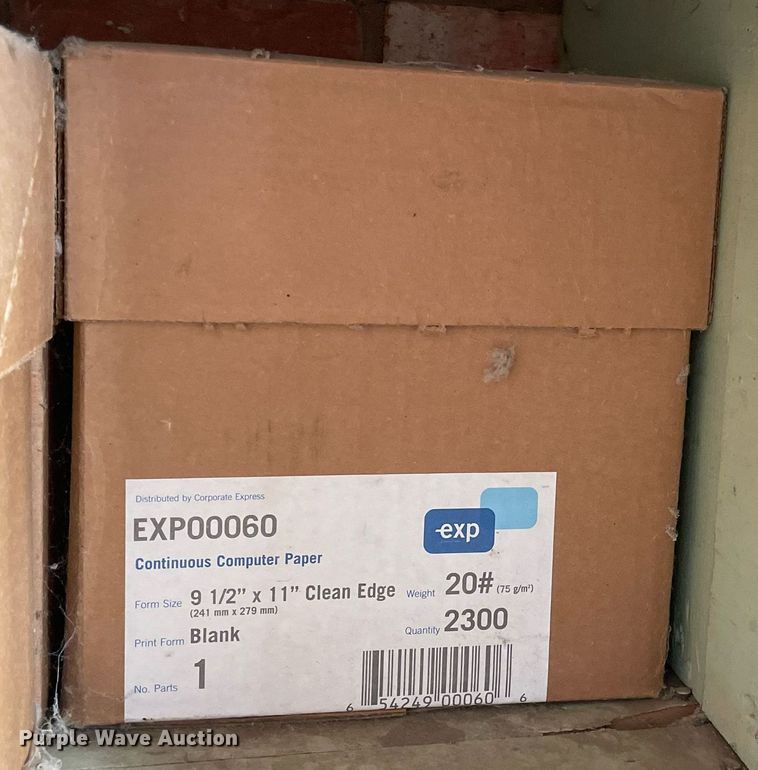 Distributed by Corporate Express
EXP00060
exp
Continuous Computer Paper
Form Size 9 1/2" x 11" Clean Edge Weight 20# (75 g/m²)
(241 mm x 279 mm)
Print Form Blank Quantity 2300
No. Parts 1
6 54249 00060 6
Purple Wave Auction